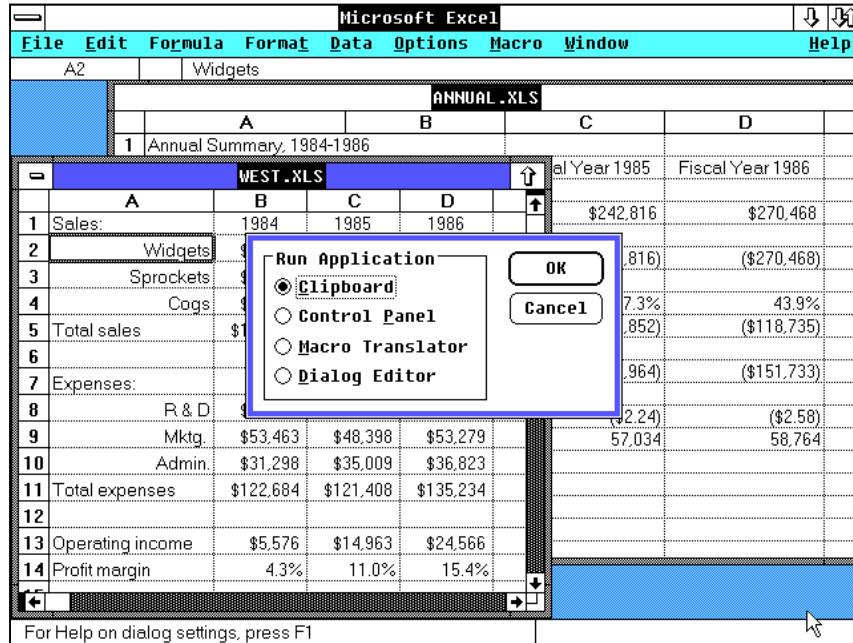 Microsoft Excel
File Edit Formula Format Data Options Macro Window Help
A2 Widgets
ANNUAL.XLS
A B C D
1 Annual Summary, 1984-1986
al Year 1985 Fiscal Year 1986
$242,816 $270,468
,816) ($270,468)
7.3% 43.9%
,852) ($118,735)
,964) ($151,733)
($2.24) ($2.58)
57,034 58,764
WEST.XLS
A B C D
1 Sales: 1984 1985 1986
2 Widgets $
3 Sprockets $
4 Cogs $
5 Total sales $1
6
7 Expenses:
8 R & D $
9 Mktg. $53,463 $48,398 $53,279
10 Admin. $31,298 $35,009 $36,823
11 Total expenses $122,684 $121,408 $135,234
12
13 Operating income $5,576 $14,963 $24,566
14 Profit margin 4.3% 11.0% 15.4%
Run Application
Clipboard
Control Panel
Macro Translator
Dialog Editor
OK
Cancel
For Help on dialog settings, press F1